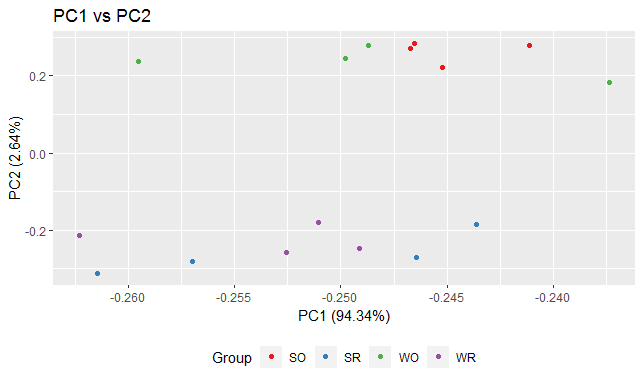 PC1 vs PC2
PC2 (2.64%)
0.2
0.0
-0.2
-0.260 -0.255 -0.250 -0.245 -0.240
PC1 (94.34%)
Group SO SR WO WR